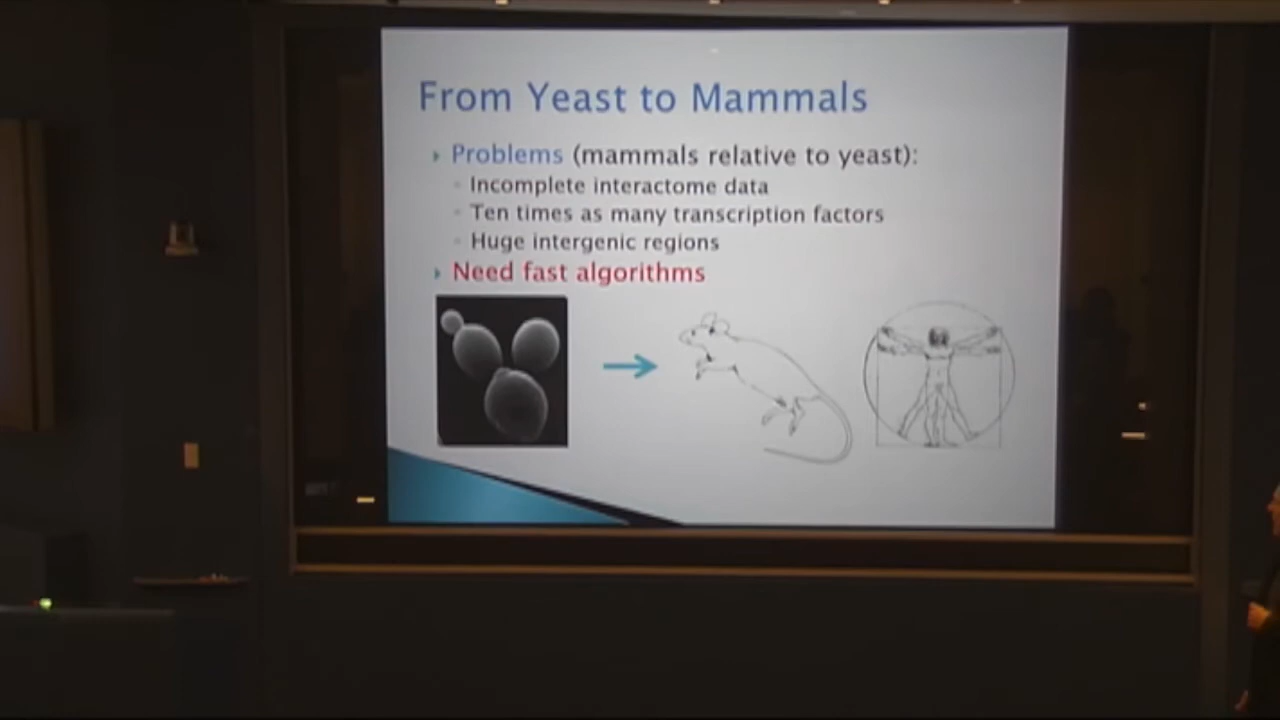 From Yeast to Mammals
Problems (mammals relative to yeast):
Incomplete interactome data
Ten times as many transcription factors
Huge intergenic regions
Need fast algorithms